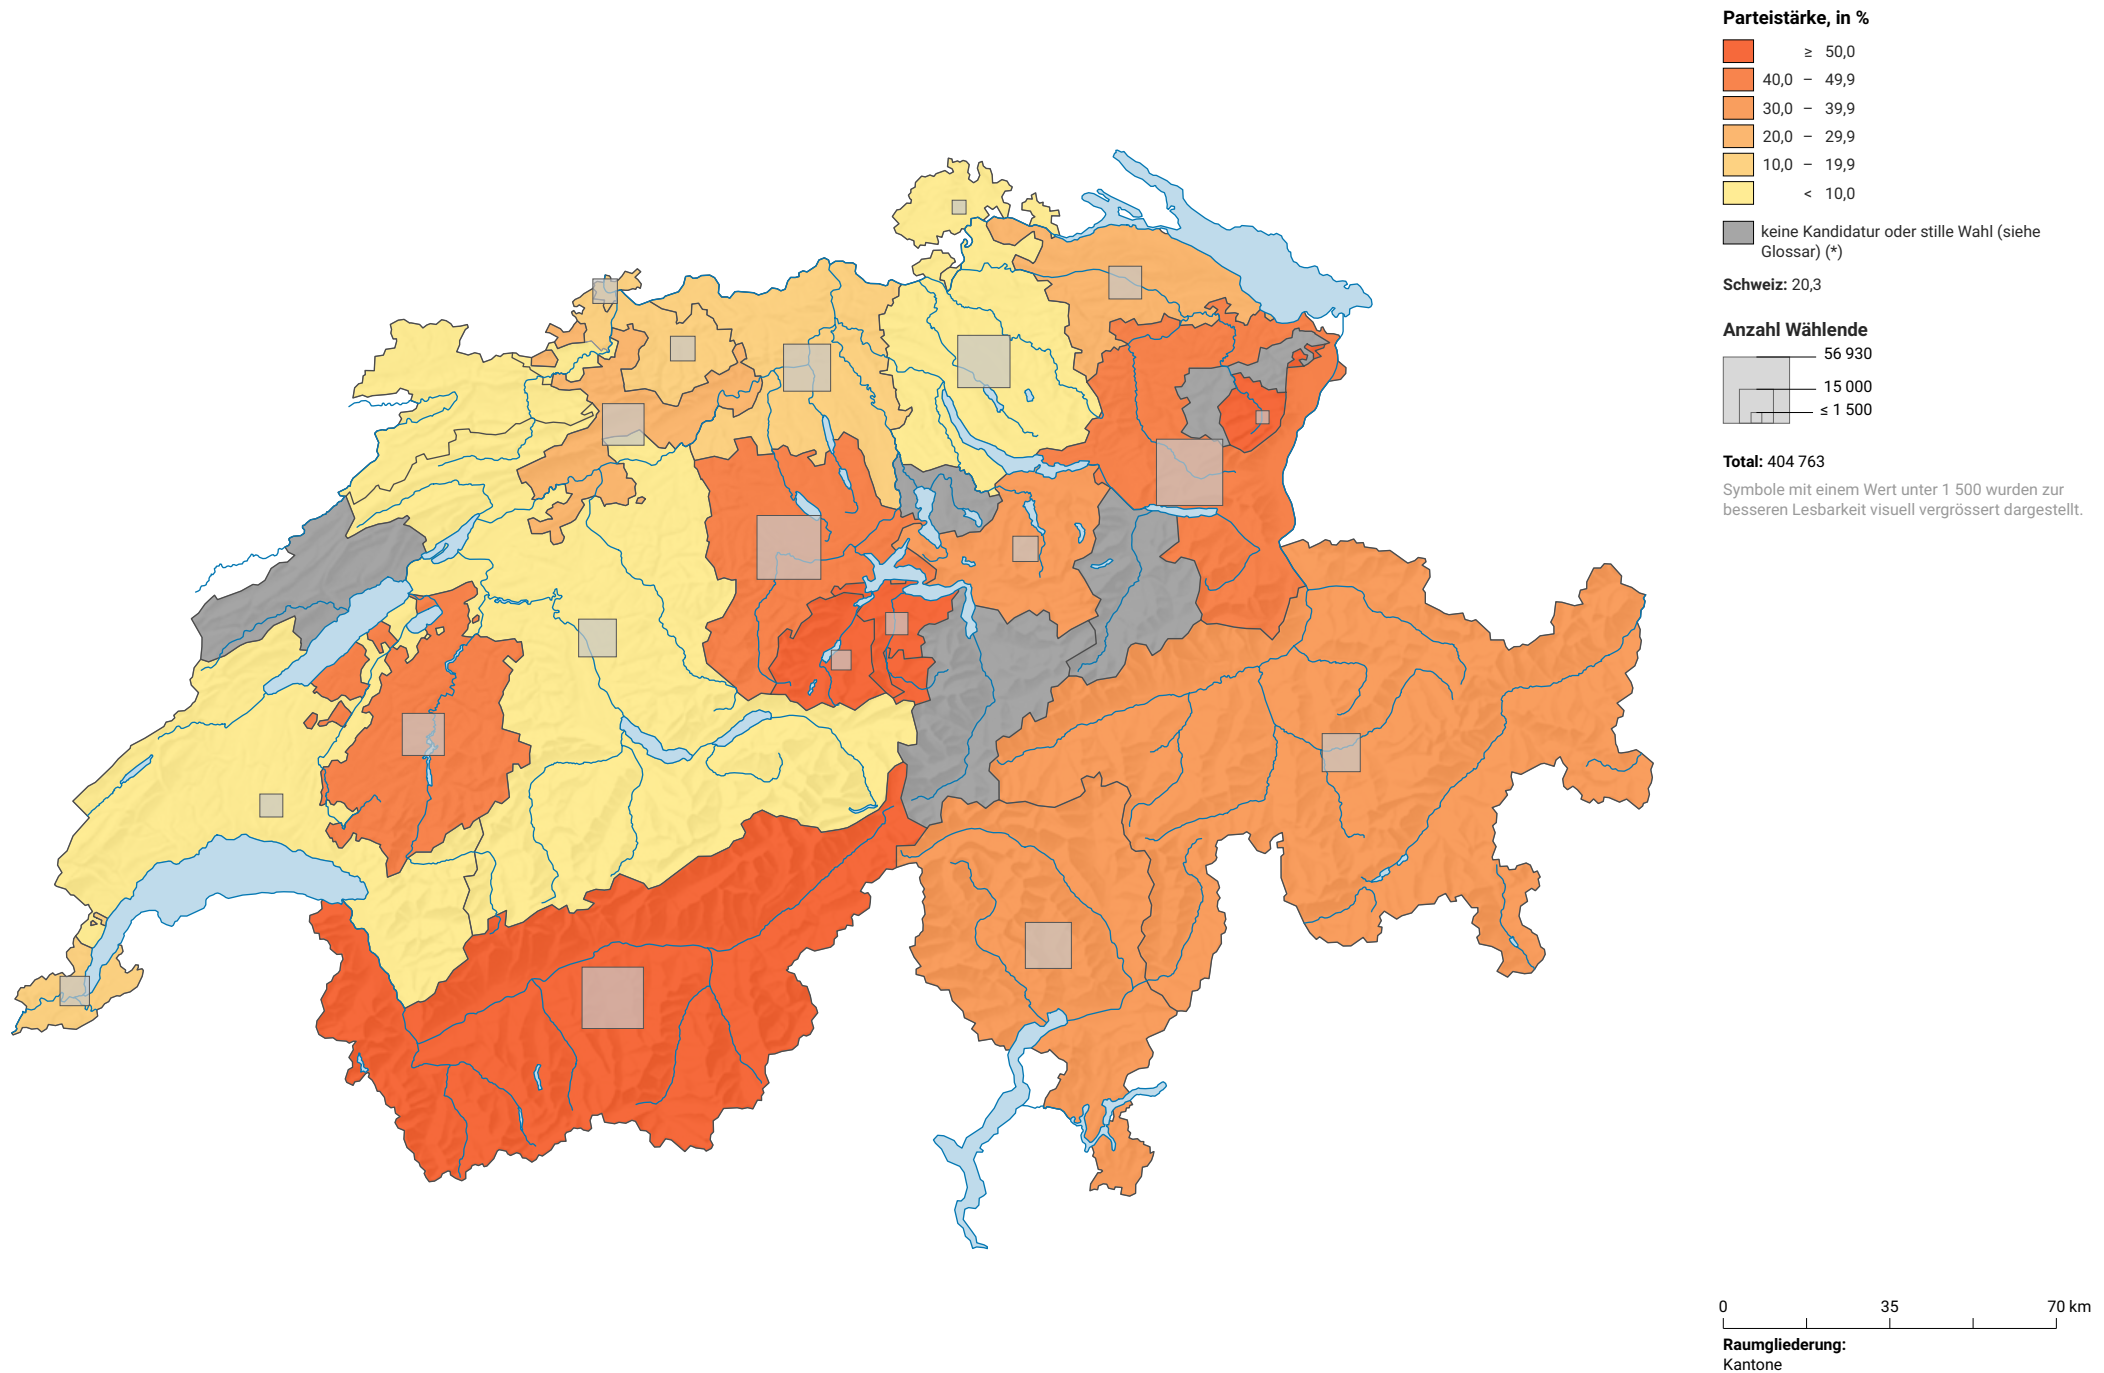 Parteistärke, in %
≥ 50,0
40,0 – 49,9
30,0 – 39,9
20,0 – 29,9
10,0 – 19,9
< 10,0
keine Kandidatur oder stille Wahl (siehe
Glossar) (*)
Schweiz: 20,3
Anzahl Wählende
56 930
15 000
≤ 1 500
Total: 404 763
Symbole mit einem Wert unter 1 500 wurden zur
besseren Lesbarkeit visuell vergrössert dargestellt.
0 35 70 km
Raumgliederung:
Kantone